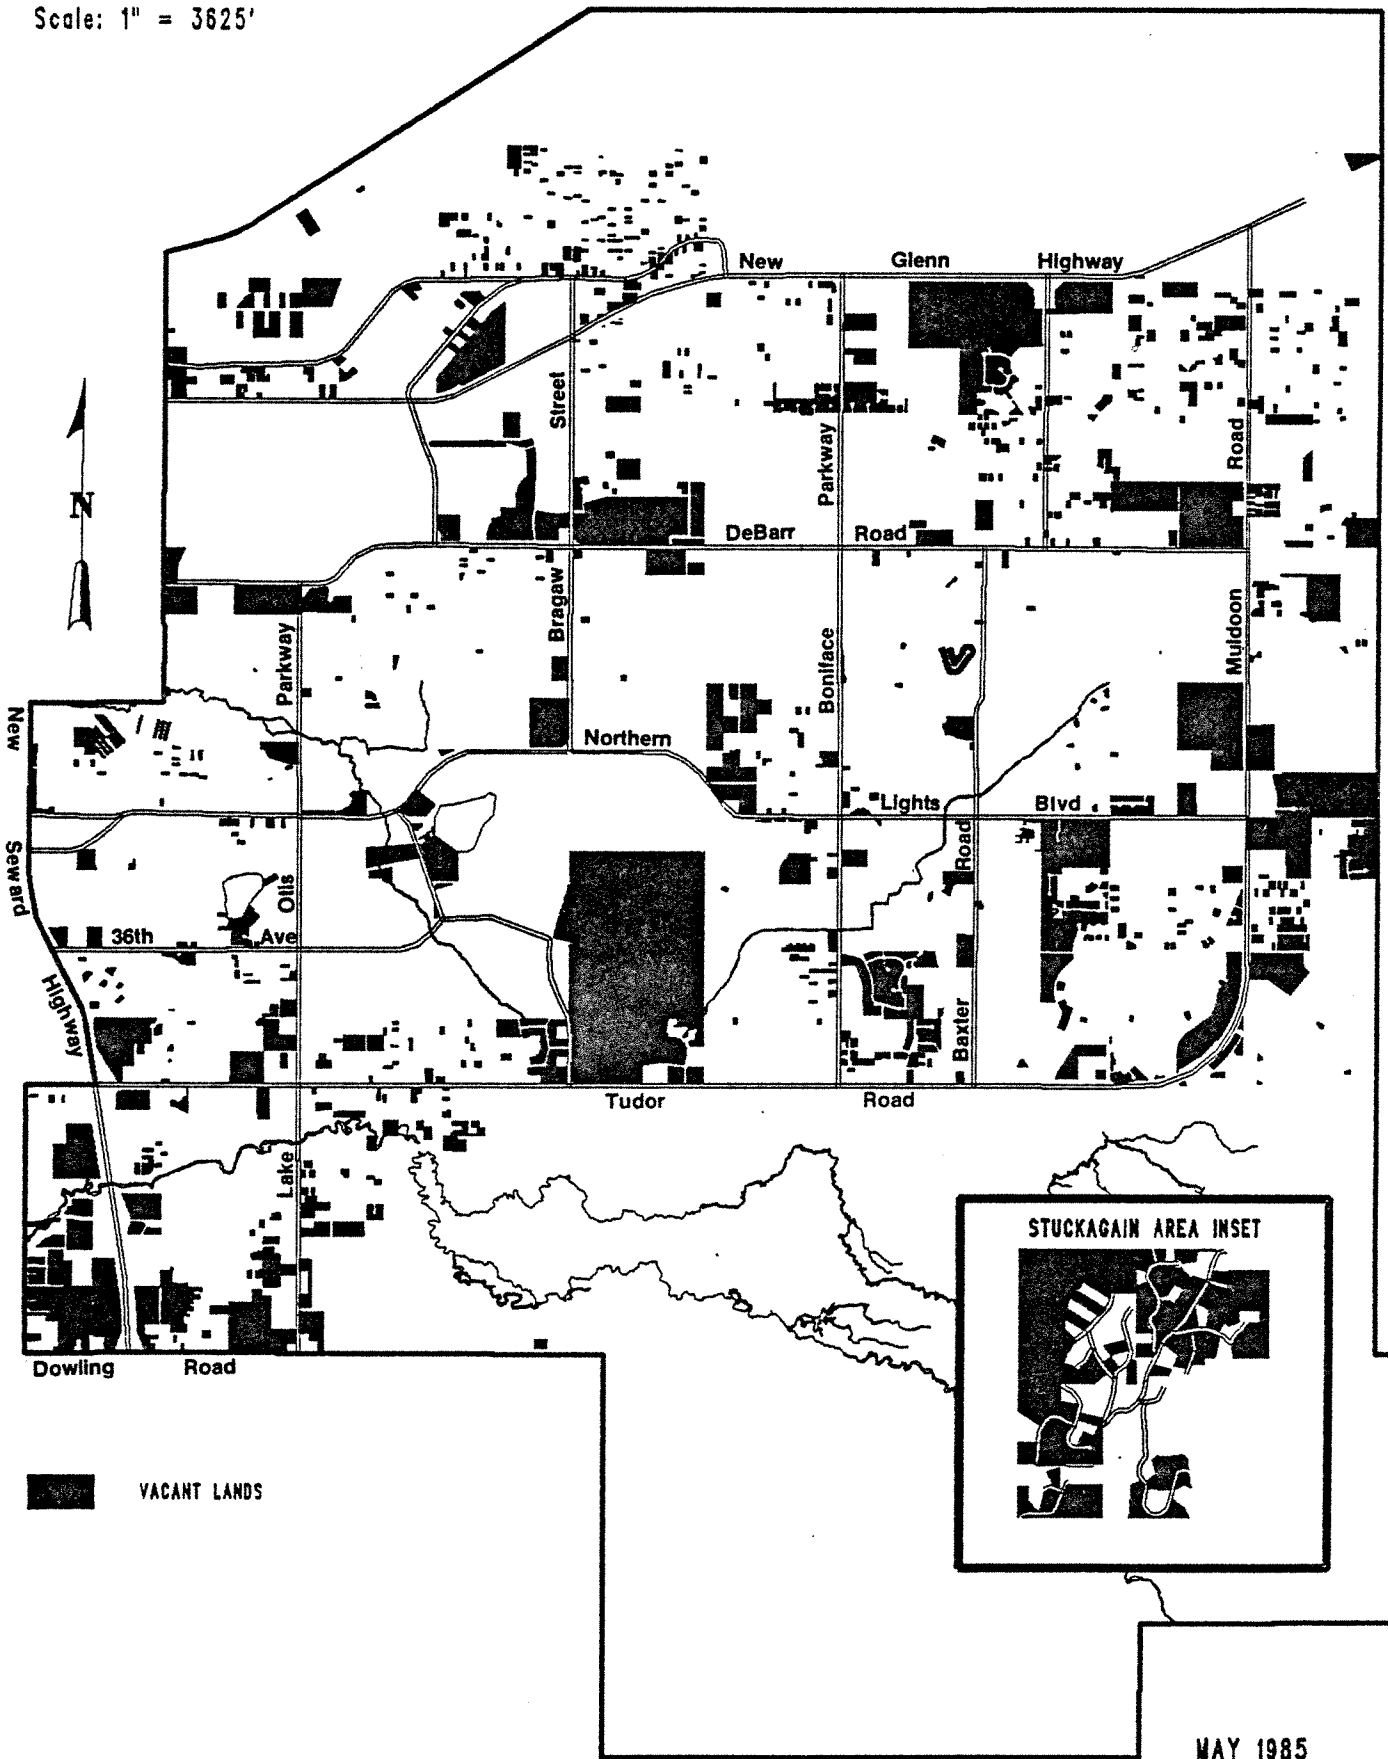 Scale: 1" = 3625'
New Glenn Highway
Street
Parkway
Road
N
DeBarr Road
Bragaw
Parkway
Boniface
Muldoon
New
Northern
Lights Blvd
Seward
Otis
Road
36th Ave
Highway
Baxter
Tudor Road
Lake
STUCKAGAIN AREA INSET
Dowling Road
VACANT LANDS
MAY 1985